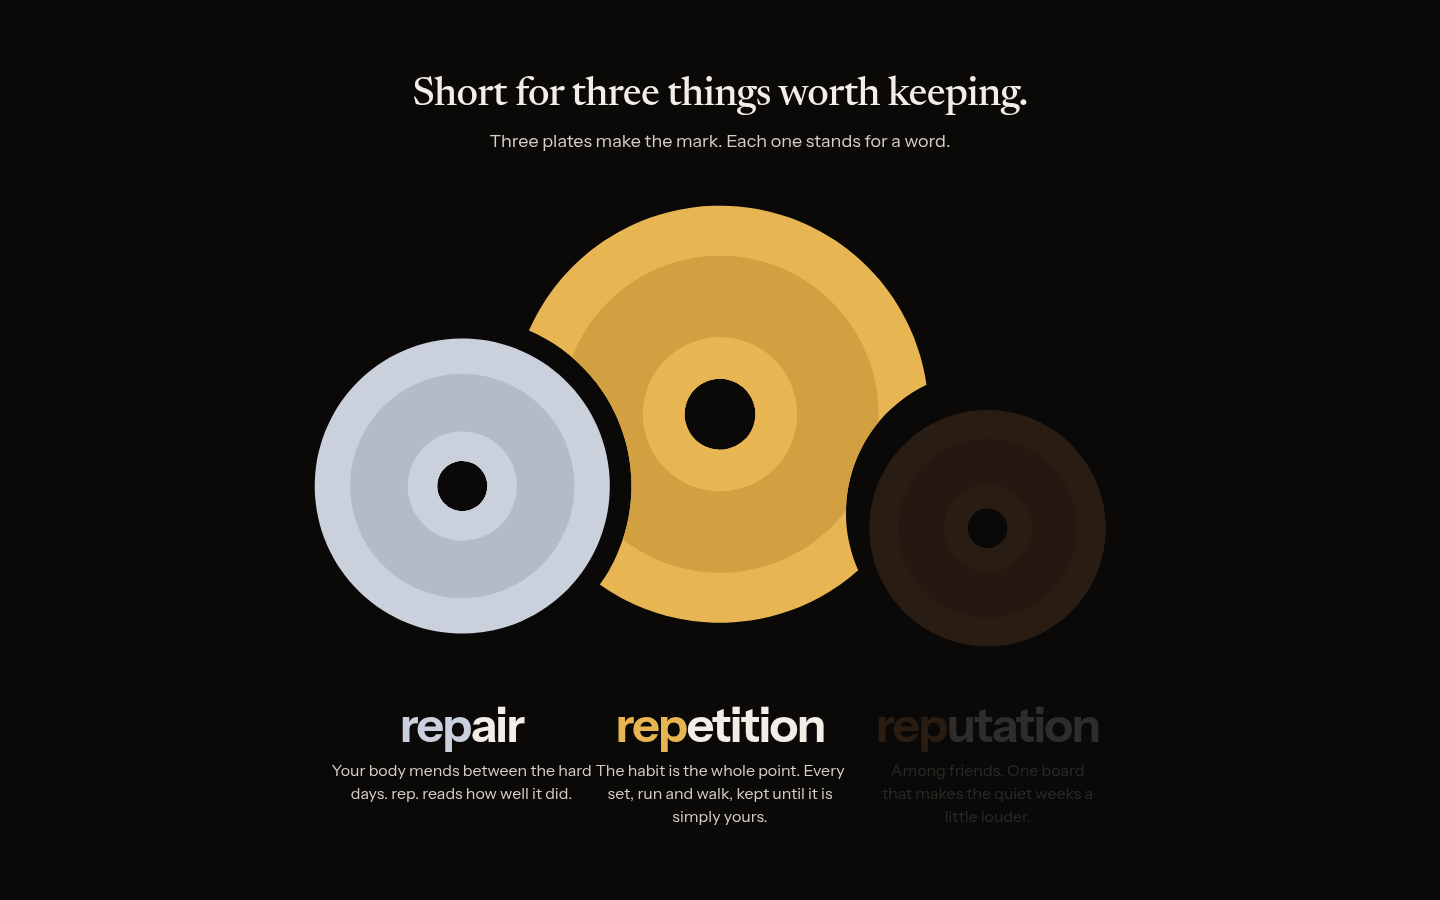 Short for three things worth keeping.
Three plates make the mark. Each one stands for a word.
repair
Your body mends between the hard
days. rep. reads how well it did.
repetition
The habit is the whole point. Every
set, run and walk, kept until it is
simply yours.
reputation
Among friends. One board
that makes the quiet weeks a
little louder.